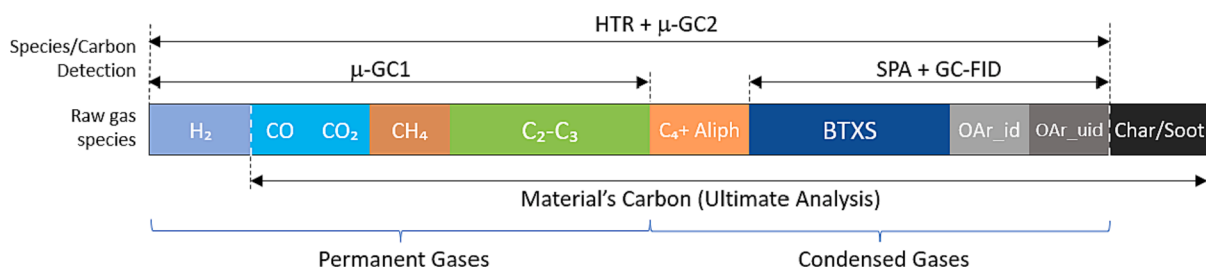 HTR + μ-GC2
Species/Carbon
Detection
μ-GC1
SPA + GC-FID
Raw gas
species
H₂
CO
CO₂
CH₄
C₂-C₃
C₄+ Aliph
BTXS
OAr_id
OAr_uid
Char/Soot
Material's Carbon (Ultimate Analysis)
Permanent Gases
Condensed Gases